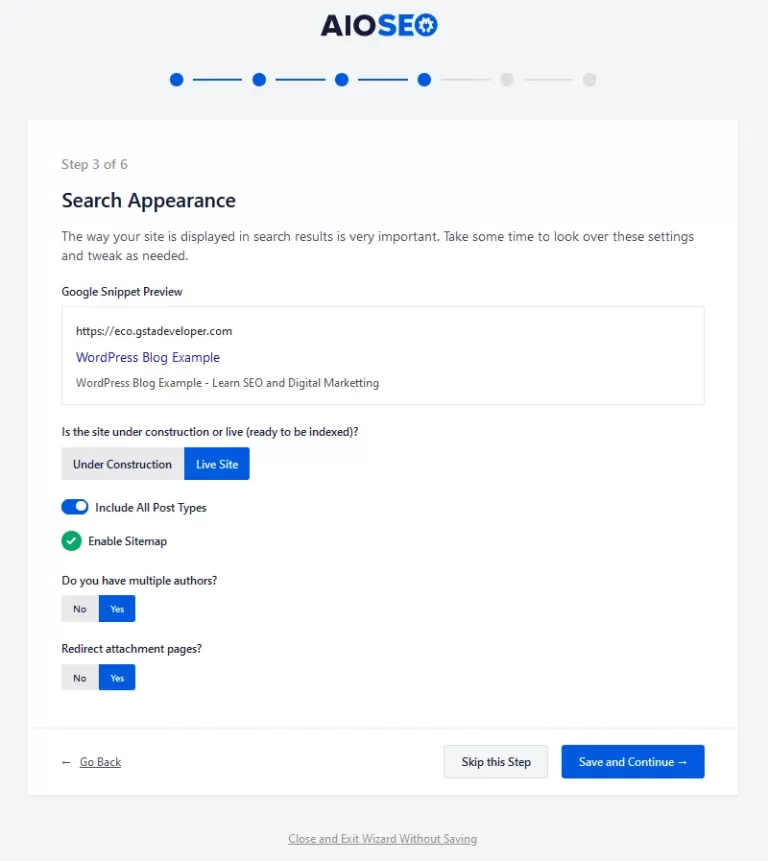 AIOSEO
Step 3 of 6
Search Appearance
The way your site is displayed in search results is very important. Take some time to look over these settings
and tweak as needed.
Google Snippet Preview
https://eco.gstadeveloper.com
WordPress Blog Example
WordPress Blog Example - Learn SEO and Digital Marketting
Is the site under construction or live (ready to be indexed)?
Under Construction Live Site
Include All Post Types
Enable Sitemap
Do you have multiple authors?
No Yes
Redirect attachment pages?
No Yes
← Go Back Skip this Step Save and Continue →
Close and Exit Wizard Without Saving